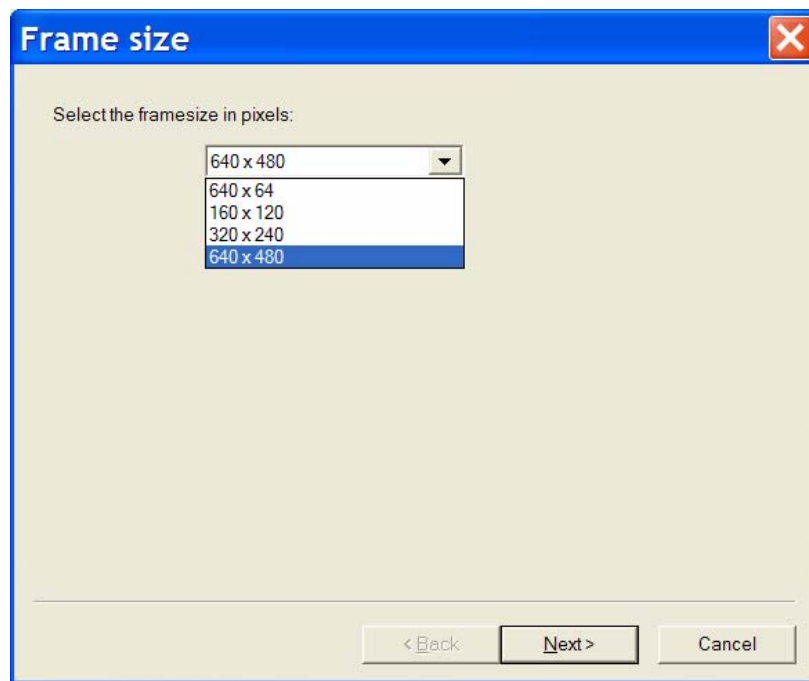 Frame size
Select the framesize in pixels:
640 x 480
640 x 64
160 x 120
320 x 240
640 x 480
< Back
Next >
Cancel